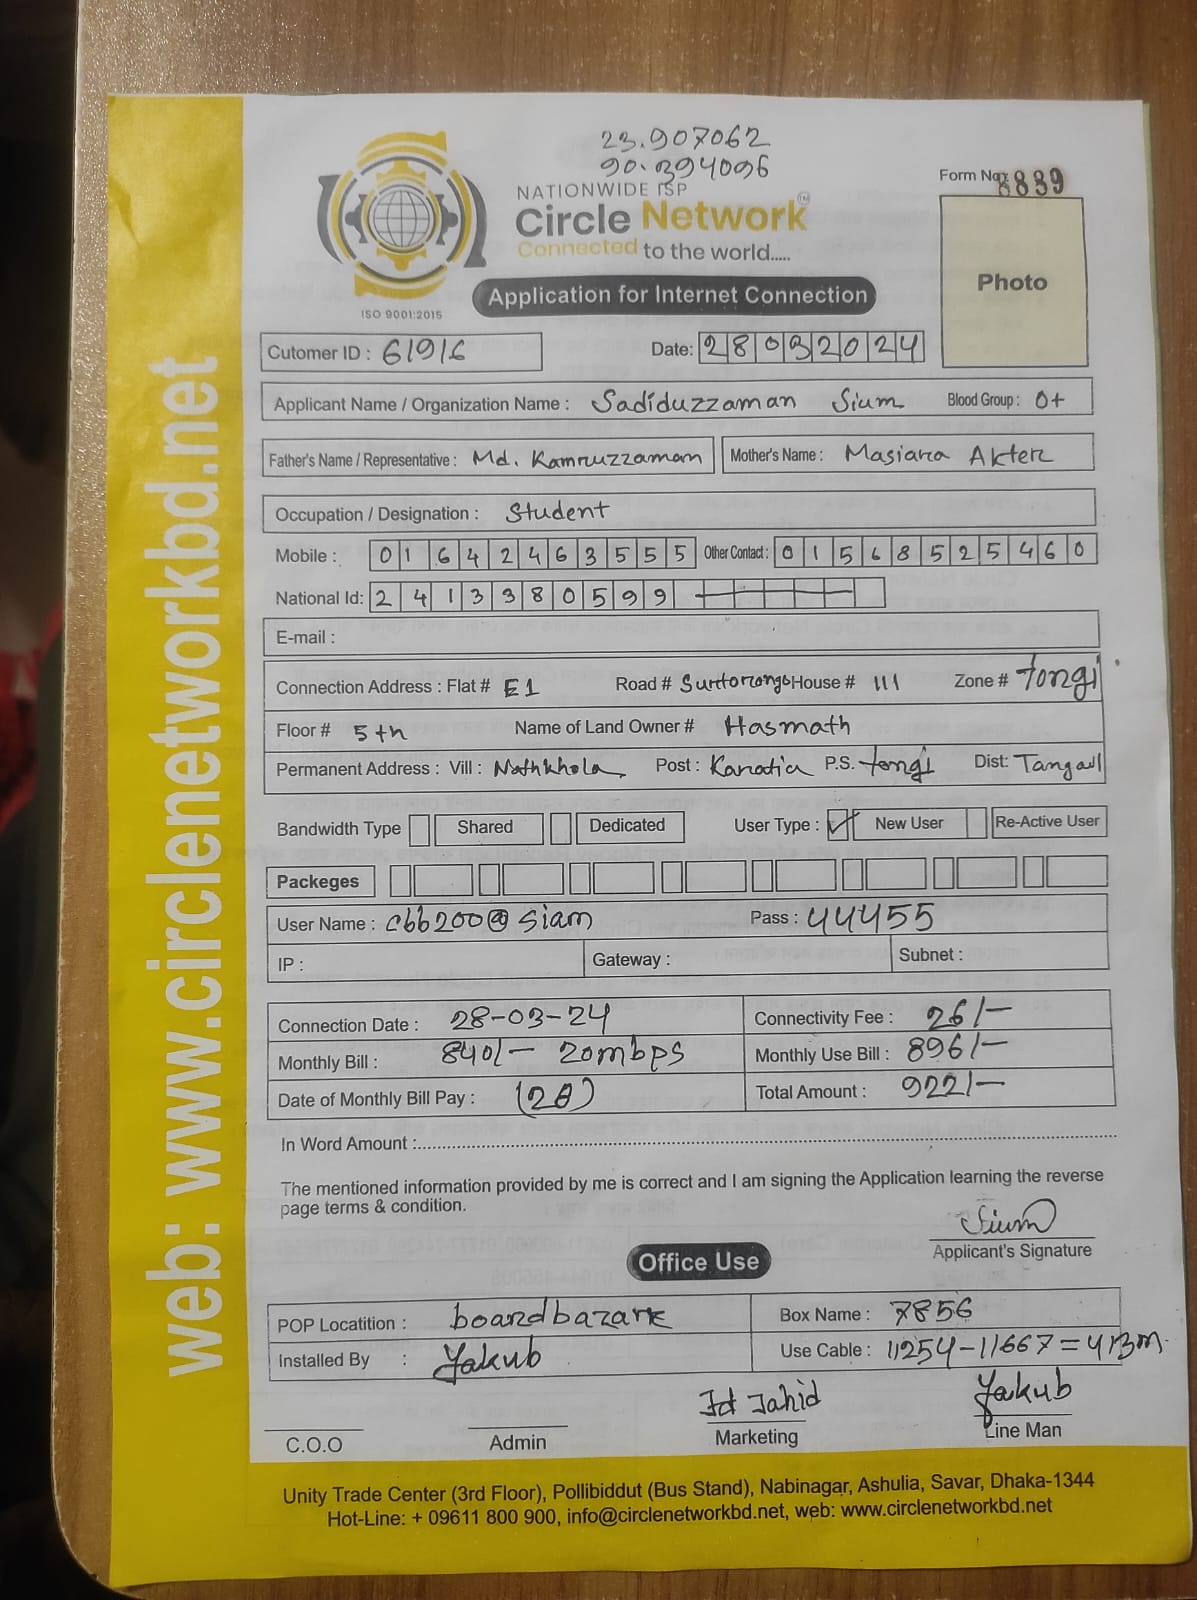 23.907062
90.394096
NATIONWIDE ISP
Circle Network
Connected to the world.....
ISO 9001:2015
Form No: 8839
Photo
Application for Internet Connection
Cutomer ID : 61916 Date: 28032024
Applicant Name / Organization Name : Sadiduzzaman Sium Blood Group : O+
Father's Name / Representative : Md. Kamruzzaman Mother's Name : Masiara Akter
Occupation / Designation : Student
Mobile : 01642463555 Other Contact : 01568525460
National Id: 2413380599
E-mail :
Connection Address : Flat # E1 Road # House # 111 Zone # tongi
Floor # 5th Name of Land Owner # Hasmath
Permanent Address : Vill : Nathkhola Post : Karatia P.S. tongi Dist: Tangail
Bandwidth Type Shared Dedicated User Type : New User Re-Active User
Packeges
User Name : cbb200@siam Pass : 44455
IP : Gateway : Subnet :
Connection Date : 28-03-24 Connectivity Fee : 26/-
Monthly Bill : 840/- 20mbps Monthly Use Bill : 896/-
Date of Monthly Bill Pay : (28) Total Amount : 922/-
In Word Amount :
The mentioned information provided by me is correct and I am signing the Application learning the reverse
page terms & condition.
Sium
Applicant's Signature
Office Use
POP Locatition : boardbazar Box Name : 7856
Installed By : Yakub Use Cable : 11254-11667=413m
Jahid Yakub
C.O.O Admin Marketing Line Man
Unity Trade Center (3rd Floor), Pollibiddut (Bus Stand), Nabinagar, Ashulia, Savar, Dhaka-1344
Hot-Line: + 09611 800 900, info@circlenetworkbd.net, web: www.circlenetworkbd.net
web: www.circlenetworkbd.net